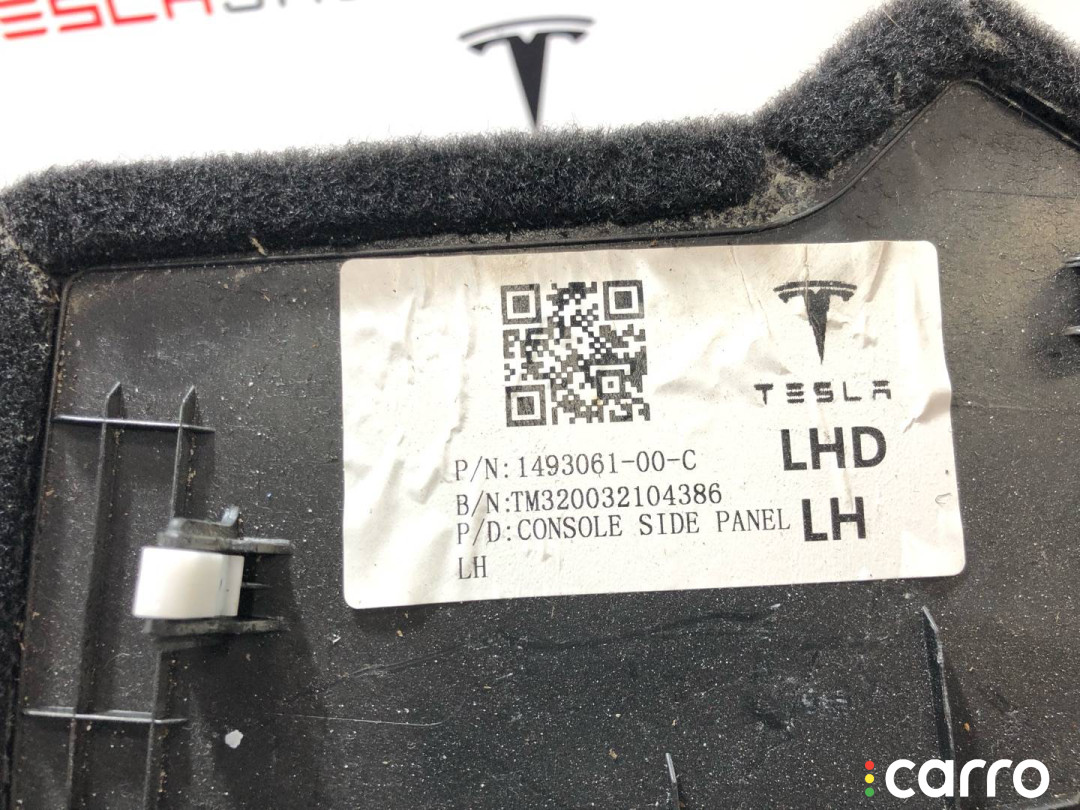 TESLA
LHD
P/N:1493061-00-C
B/N:TM320032104386
P/D:CONSOLE SIDE PANEL
LH
LH
carro